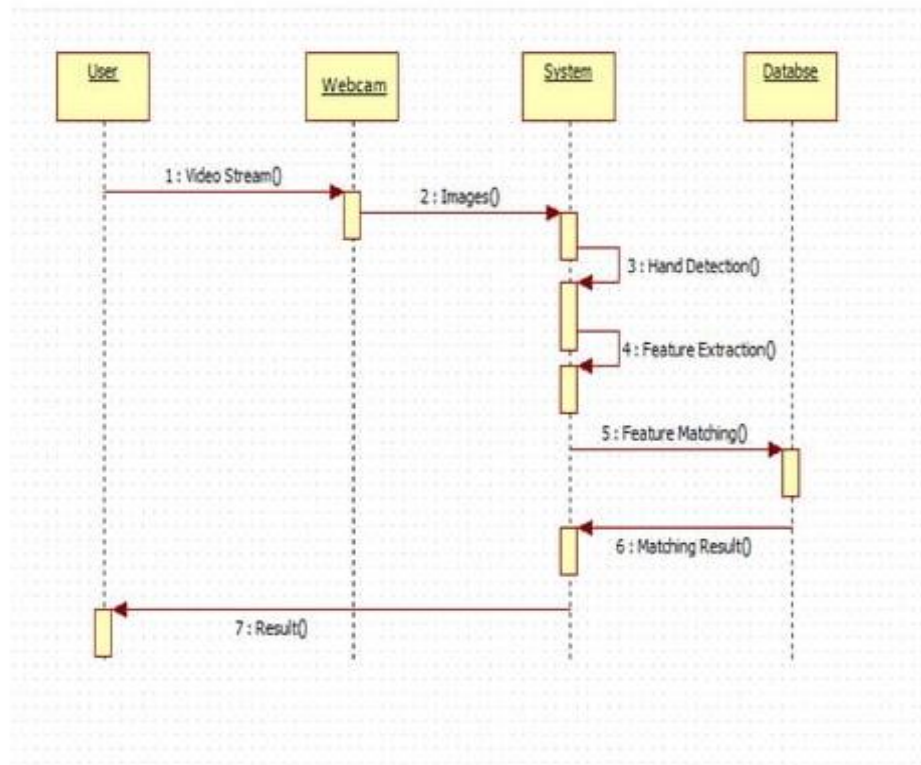 User
Webcam
System
Databse
1 : Video Stream()
2 : Images()
3 : Hand Detection()
4 : Feature Extraction()
5 : Feature Matching()
6 : Matching Result()
7 : Result()